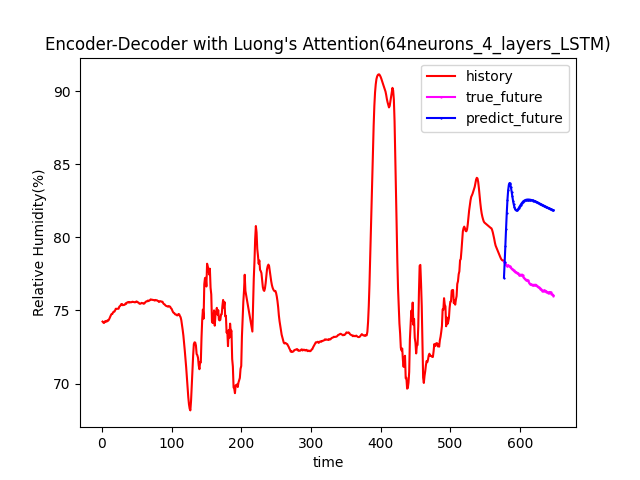 Encoder-Decoder with Luong's Attention(64neurons_4_layers_LSTM)
history
true_future
predict_future
Relative Humidity(%)
90
85
80
75
70
0 100 200 300 400 500 600
time